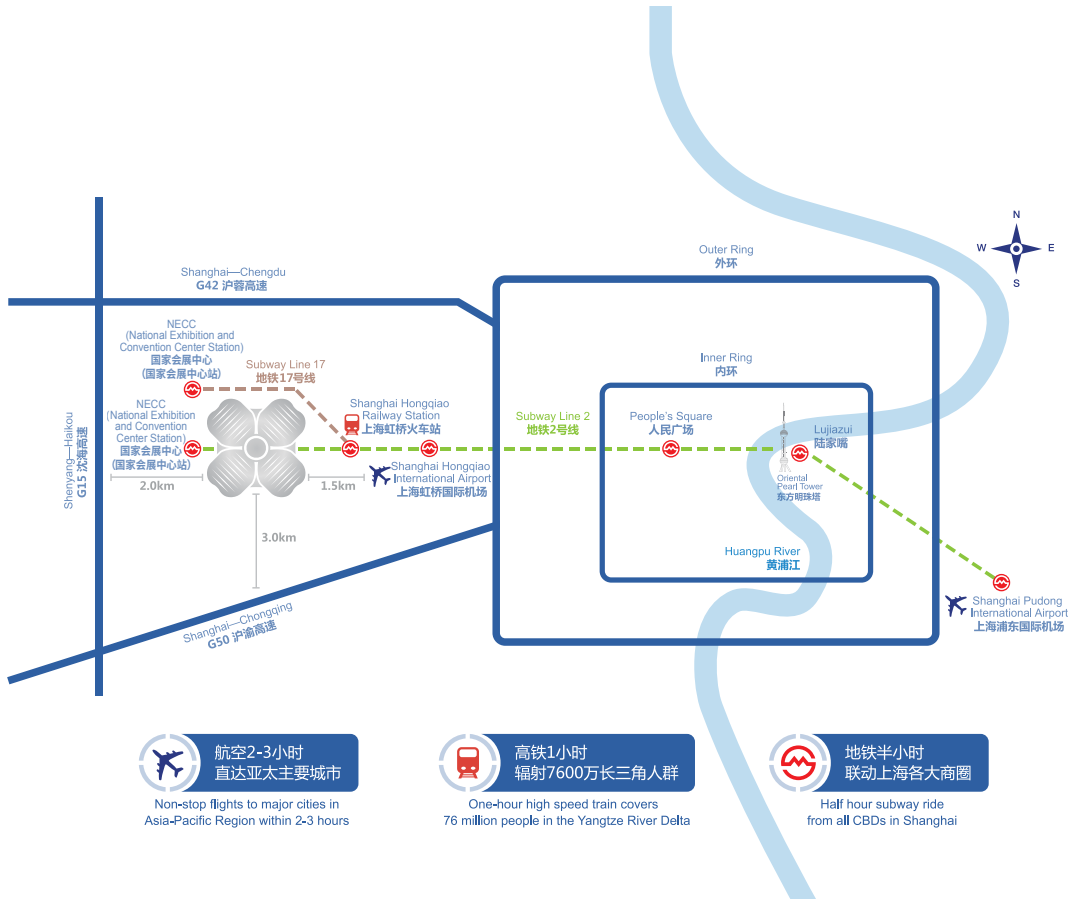 N
W
E
S
Outer Ring
外环
Shanghai—Chengdu
G42 沪蓉高速
NECC
(National Exhibition and
Convention Center Station)
国家会展中心
(国家会展中心站)
Subway Line 17
地铁17号线
Inner Ring
内环
NECC
(National Exhibition
and Convention
Center Station)
国家会展中心
(国家会展中心站)
Shanghai Hongqiao
Railway Station
上海虹桥火车站
Subway Line 2
地铁2号线
People's Square
人民广场
Lujiazui
陆家嘴
Shenyang—Haikou
G15 沈海高速
Shanghai Hongqiao
International Airport
上海虹桥国际机场
Oriental
Pearl Tower
东方明珠塔
2.0km
1.5km
3.0km
Huangpu River
黄浦江
Shanghai—Chongqing
G50 沪渝高速
Shanghai Pudong
International Airport
上海浦东国际机场
航空2-3小时
直达亚太主要城市
Non-stop flights to major cities in
Asia-Pacific Region within 2-3 hours
高铁1小时
辐射7600万长三角人群
One-hour high speed train covers
76 million people in the Yangtze River Delta
地铁半小时
联动上海各大商圈
Half hour subway ride
from all CBDs in Shanghai